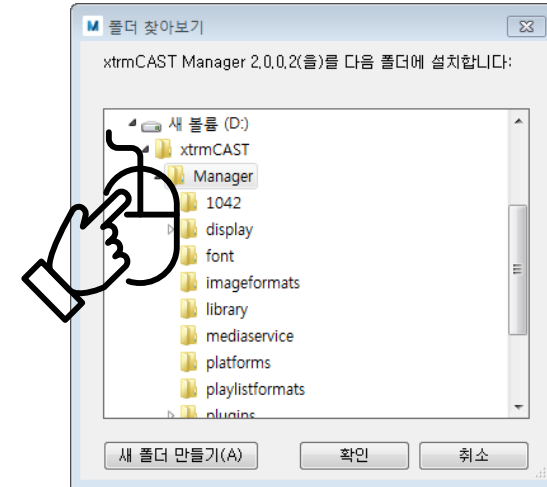 M 폴더 찾아보기
xtrmCAST Manager 2,0,0,2(을)를 다음 폴더에 설치합니다:
새 볼륨 (D:)
xtrmCAST
Manager
1042
display
font
imageformats
library
mediaservice
platforms
playlistformats
plugins
새 폴더 만들기(A)
확인
취소